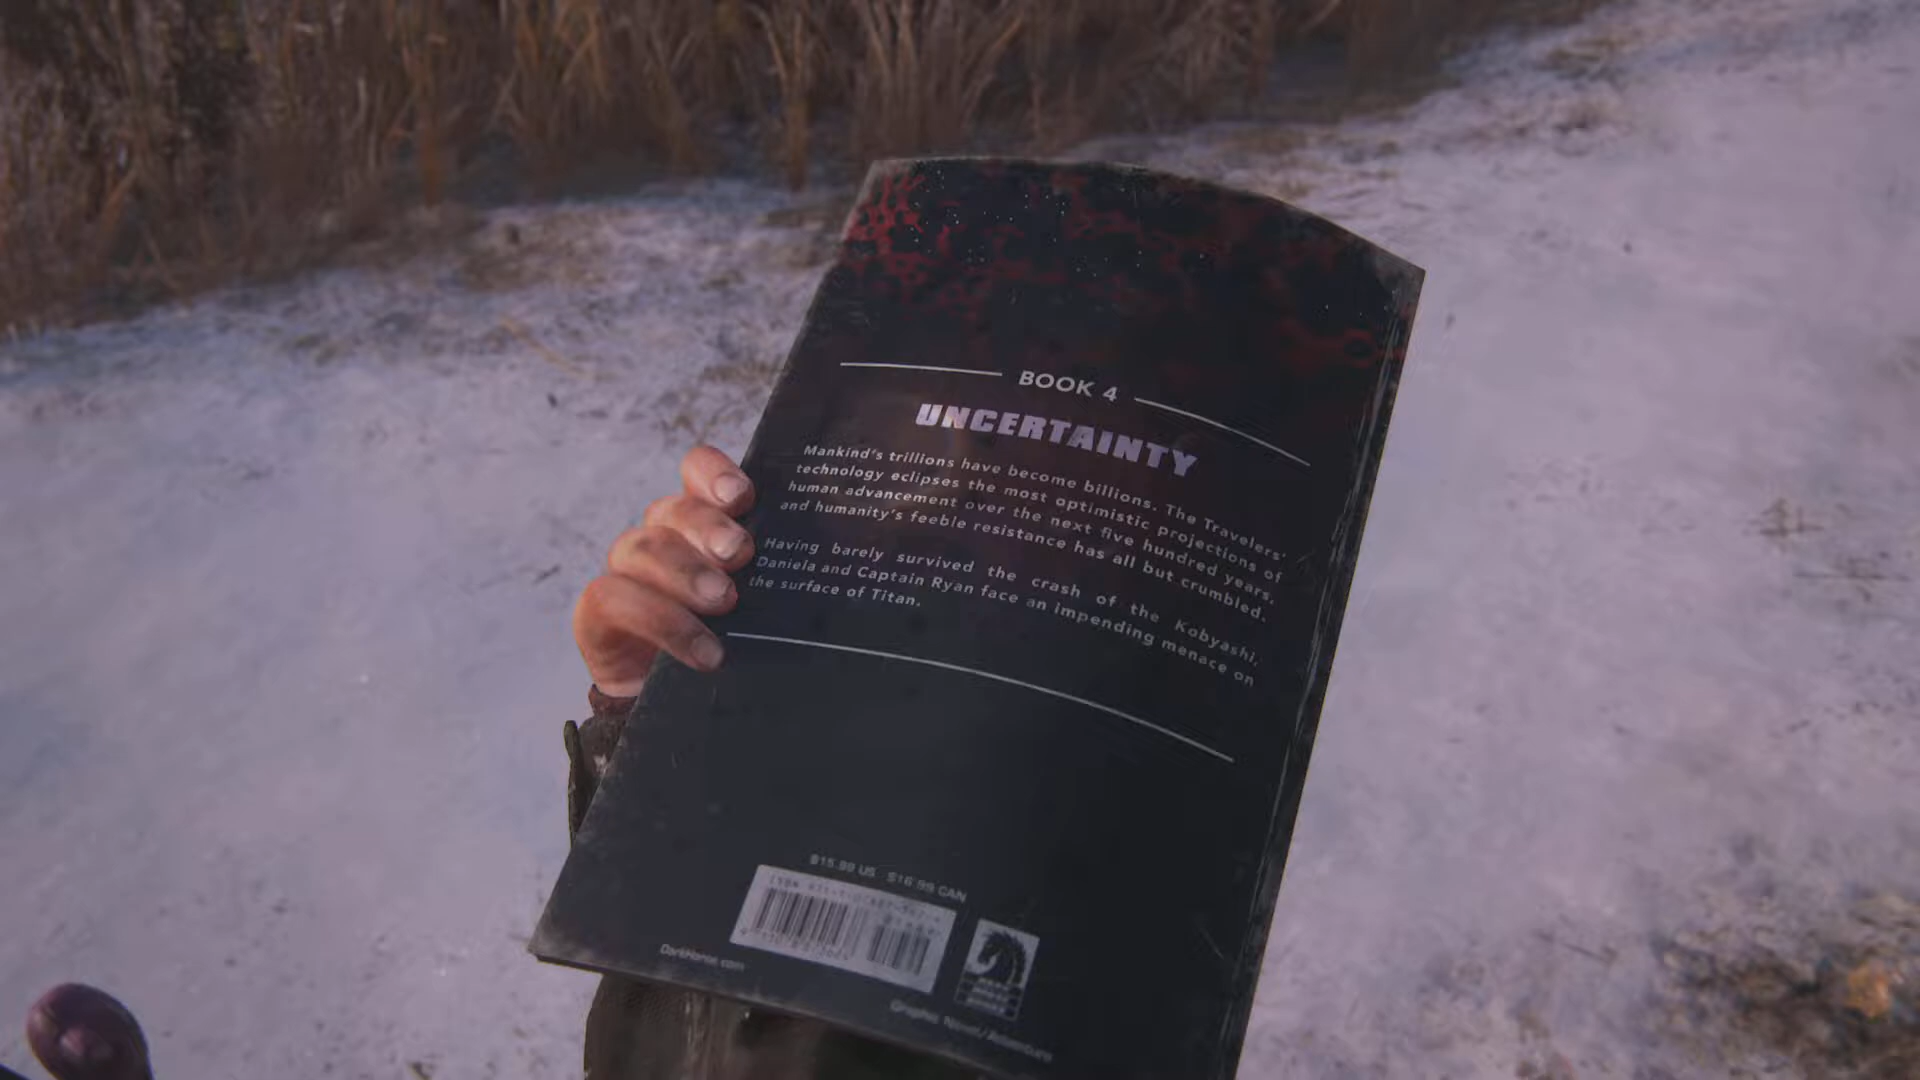 BOOK 4
UNCERTAINTY
Mankind's trillions have become billions. The Travelers'
technology eclipses the most optimistic projections of
human advancement over the next five hundred years,
and humanity's feeble resistance has all but crumbled.
Having barely survived the crash of the Kobyashi,
Daniela and Captain Ryan face an impending menace on
the surface of Titan.
$15.99 US $16.99 CAN
DarkHorse.com
Graphic Novel/Adventure